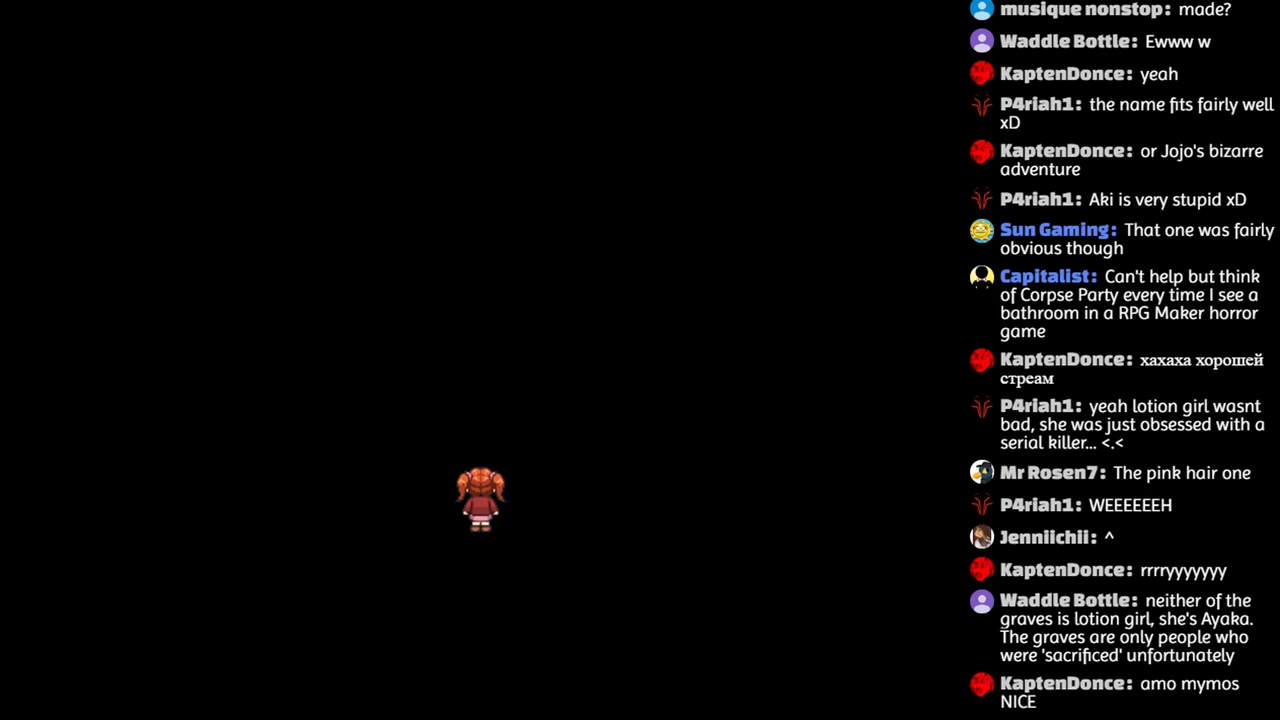 musique nonstop: made?
Waddle Bottle: Ewww w
KaptenDonce: yeah
P4riah1: the name fits fairly well
xD
KaptenDonce: or Jojo's bizarre
adventure
P4riah1: Aki is very stupid xD
Sun Gaming: That one was fairly
obvious though
Capitalist: Can't help but think
of Corpse Party every time I see a
bathroom in a RPG Maker horror
game
KaptenDonce: хахаха хорошей
стреам
P4riah1: yeah lotion girl wasnt
bad, she was just obsessed with a
serial killer... <.<
Mr Rosen7: The pink hair one
P4riah1: WEEEEEEH
Jenniichii: ^
KaptenDonce: rrrryyyyyyy
Waddle Bottle: neither of the
graves is lotion girl, she's Ayaka.
The graves are only people who
were 'sacrificed' unfortunately
KaptenDonce: amo mymos
NICE